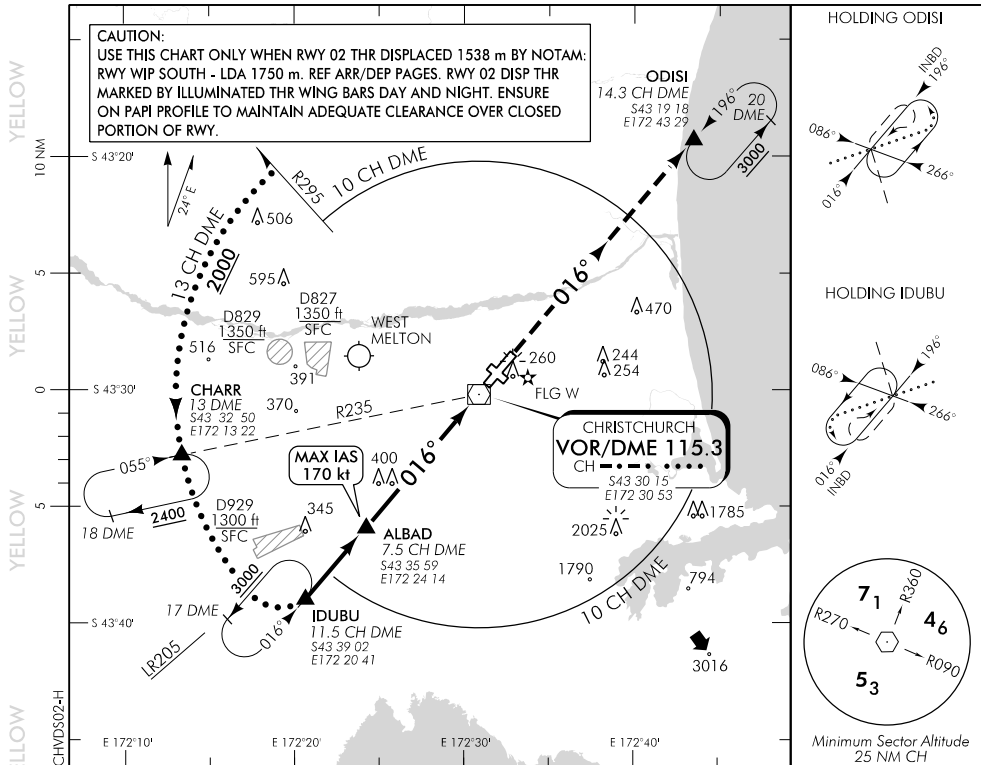 CAUTION:
USE THIS CHART ONLY WHEN RWY 02 THR DISPLACED 1538 m BY NOTAM:
RWY WIP SOUTH - LDA 1750 m. REF ARR/DEP PAGES. RWY 02 DISP THR
MARKED BY ILLUMINATED THR WING BARS DAY AND NIGHT. ENSURE
ON PAPI PROFILE TO MAINTAIN ADEQUATE CLEARANCE OVER CLOSED
PORTION OF RWY.
YELLOW
YELLOW
YELLOW
YELLOW
10 NM
5
0
5
S 43°20'
S 43°30'
S 43°40'
24° E
R295
10 CH DME
13 CH DME
2000
506
595
D829
1350 ft
SFC
D827
1350 ft
SFC
WEST
MELTON
516
391
370
CHARR
13 DME
S43 32 50
E172 13 22
R235
055°
2400
18 DME
MAX IAS
170 kt
400
016°
D929
1300 ft
SFC
345
3000
17 DME
016°
LR205
IDUBU
11.5 CH DME
S43 39 02
E172 20 41
ALBAD
7.5 CH DME
S43 35 59
E172 24 14
ODISI
14.3 CH DME
S43 19 18
E172 43 29
196°
20
DME
3000
016°
470
260
244
254
FLG W
CHRISTCHURCH
VOR/DME 115.3
CH
S43 30 15
E172 30 53
2025
1785
1790
794
10 CH DME
3016
CHVDS02-H
E 172°10'
E 172°20'
E 172°30'
E 172°40'
HOLDING ODISI
INBD
196°
086°
266°
016°
HOLDING IDUBU
196°
086°
266°
016°
INBD
7 1
R360
4 6
R270
R090
5 3
Minimum Sector Altitude
25 NM CH